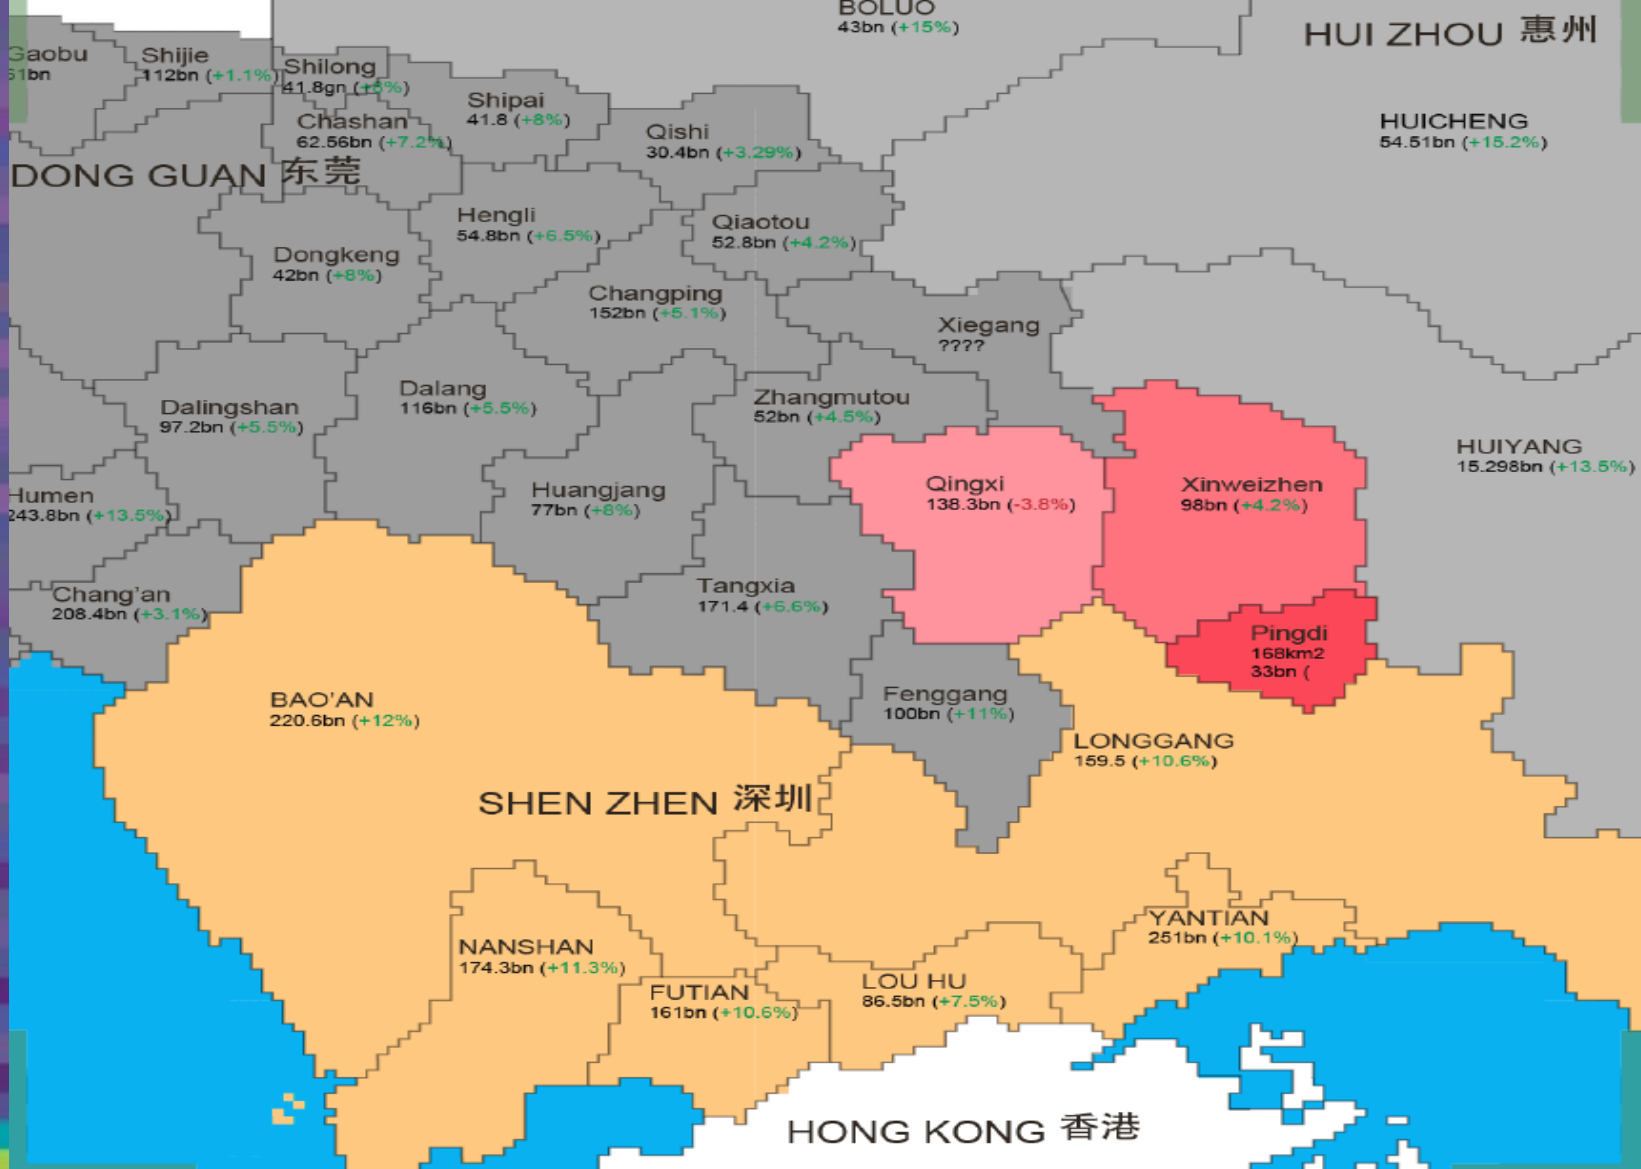 BOLUO
43bn (+15%)
HUI ZHOU 惠州
Gaobu
61bn
Shijie
112bn (+1.1%)
Shilong
41.8gn (+8%)
Shipai
41.8 (+8%)
Chashan
62.56bn (+7.2%)
Qishi
30.4bn (+3.29%)
HUICHENG
54.51bn (+15.2%)
DONG GUAN 东莞
Hengli
54.8bn (+6.5%)
Qiaotou
52.8bn (+4.2%)
Dongkeng
42bn (+8%)
Changping
152bn (+5.1%)
Xiegang
????
Dalang
116bn (+5.5%)
Zhangmutou
52bn (+4.5%)
Dalingshan
97.2bn (+5.5%)
HUIYANG
15.298bn (+13.5%)
Humen
243.8bn (+13.5%)
Huangjang
77bn (+8%)
Qingxi
138.3bn (-3.8%)
Xinweizhen
98bn (+4.2%)
Chang'an
208.4bn (+3.1%)
Tangxia
171.4 (+6.6%)
Pingdi
168km2
33bn (
BAO'AN
220.6bn (+12%)
Fenggang
100bn (+11%)
LONGGANG
159.5 (+10.6%)
SHEN ZHEN 深圳
NANSHAN
174.3bn (+11.3%)
YANTIAN
251bn (+10.1%)
FUTIAN
161bn (+10.6%)
LOU HU
86.5bn (+7.5%)
HONG KONG 香港